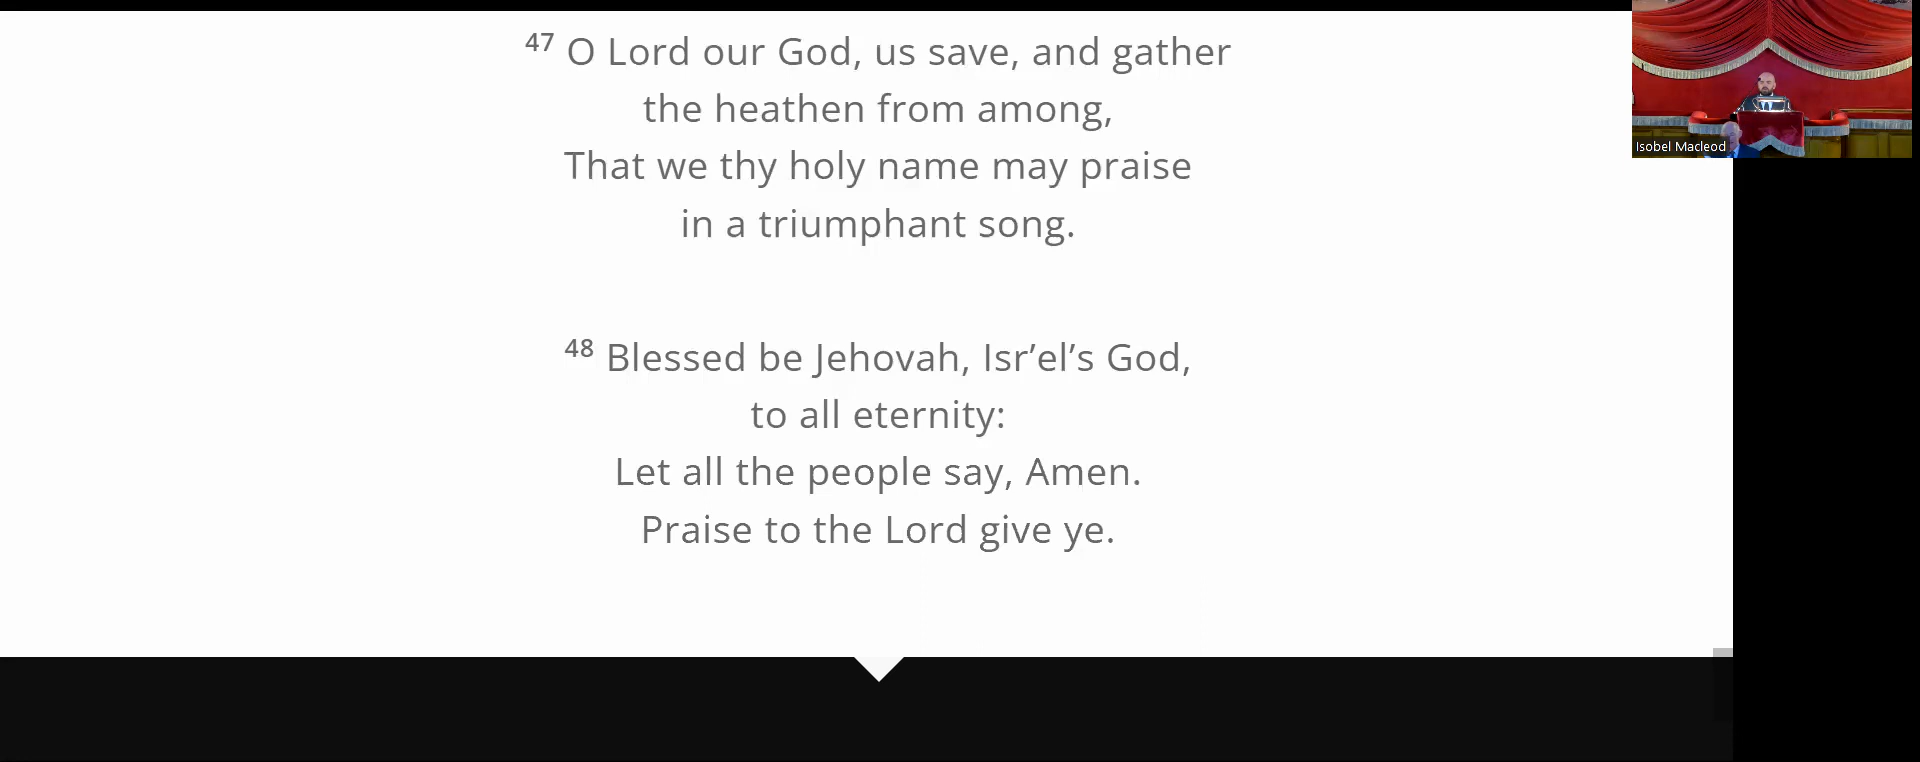 47 O Lord our God, us save, and gather
the heathen from among,
That we thy holy name may praise
in a triumphant song.
48 Blessed be Jehovah, Isr’el’s God,
to all eternity:
Let all the people say, Amen.
Praise to the Lord give ye.
Isobel Macleod